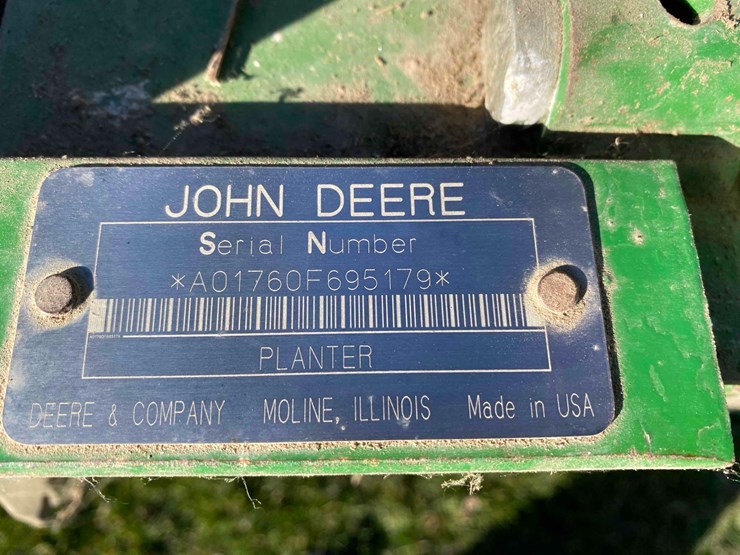 JOHN DEERE
Serial Number
*A01760F695179*
PLANTER
DEERE & COMPANY MOLINE, ILLINOIS Made in USA